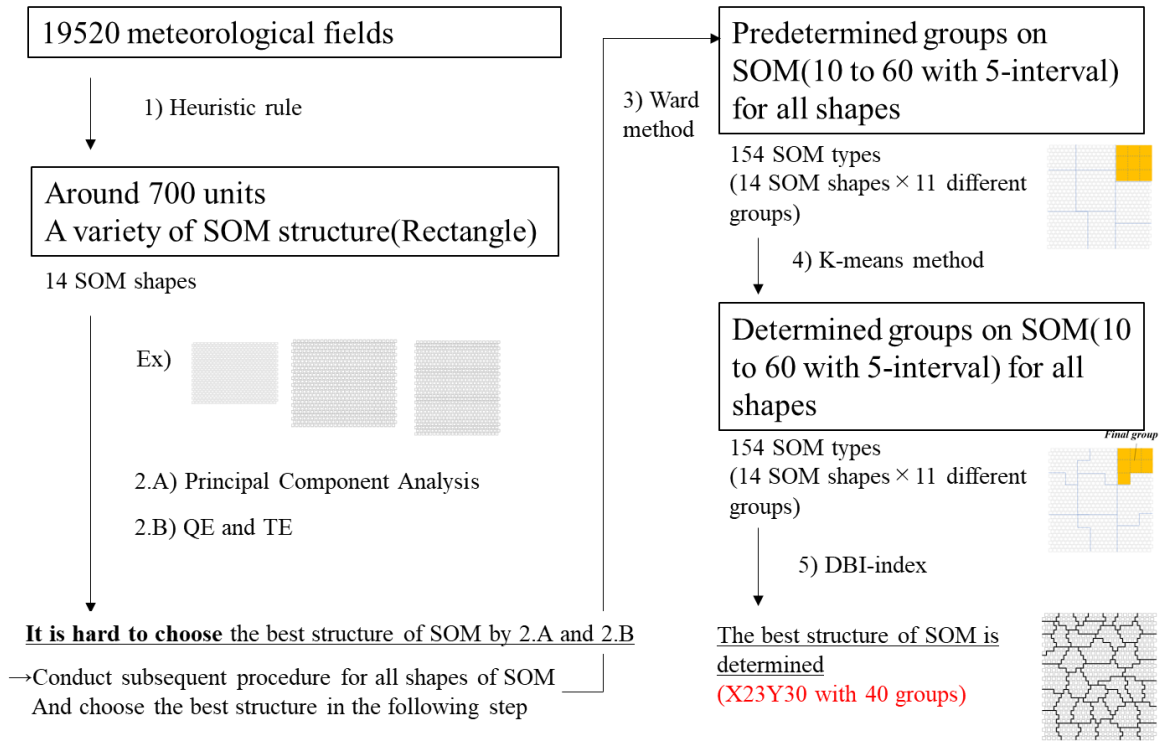 19520 meteorological fields
1) Heuristic rule
Around 700 units
A variety of SOM structure(Rectangle)
14 SOM shapes
Ex)
2.A) Principal Component Analysis
2.B) QE and TE
It is hard to choose the best structure of SOM by 2.A and 2.B
→Conduct subsequent procedure for all shapes of SOM
And choose the best structure in the following step
3) Ward
method
Predetermined groups on
SOM(10 to 60 with 5-interval)
for all shapes
154 SOM types
(14 SOM shapes × 11 different
groups)
4) K-means method
Determined groups on SOM(10
to 60 with 5-interval) for all
shapes
Final group
154 SOM types
(14 SOM shapes × 11 different
groups)
5) DBI-index
The best structure of SOM is
determined
(X23Y30 with 40 groups)